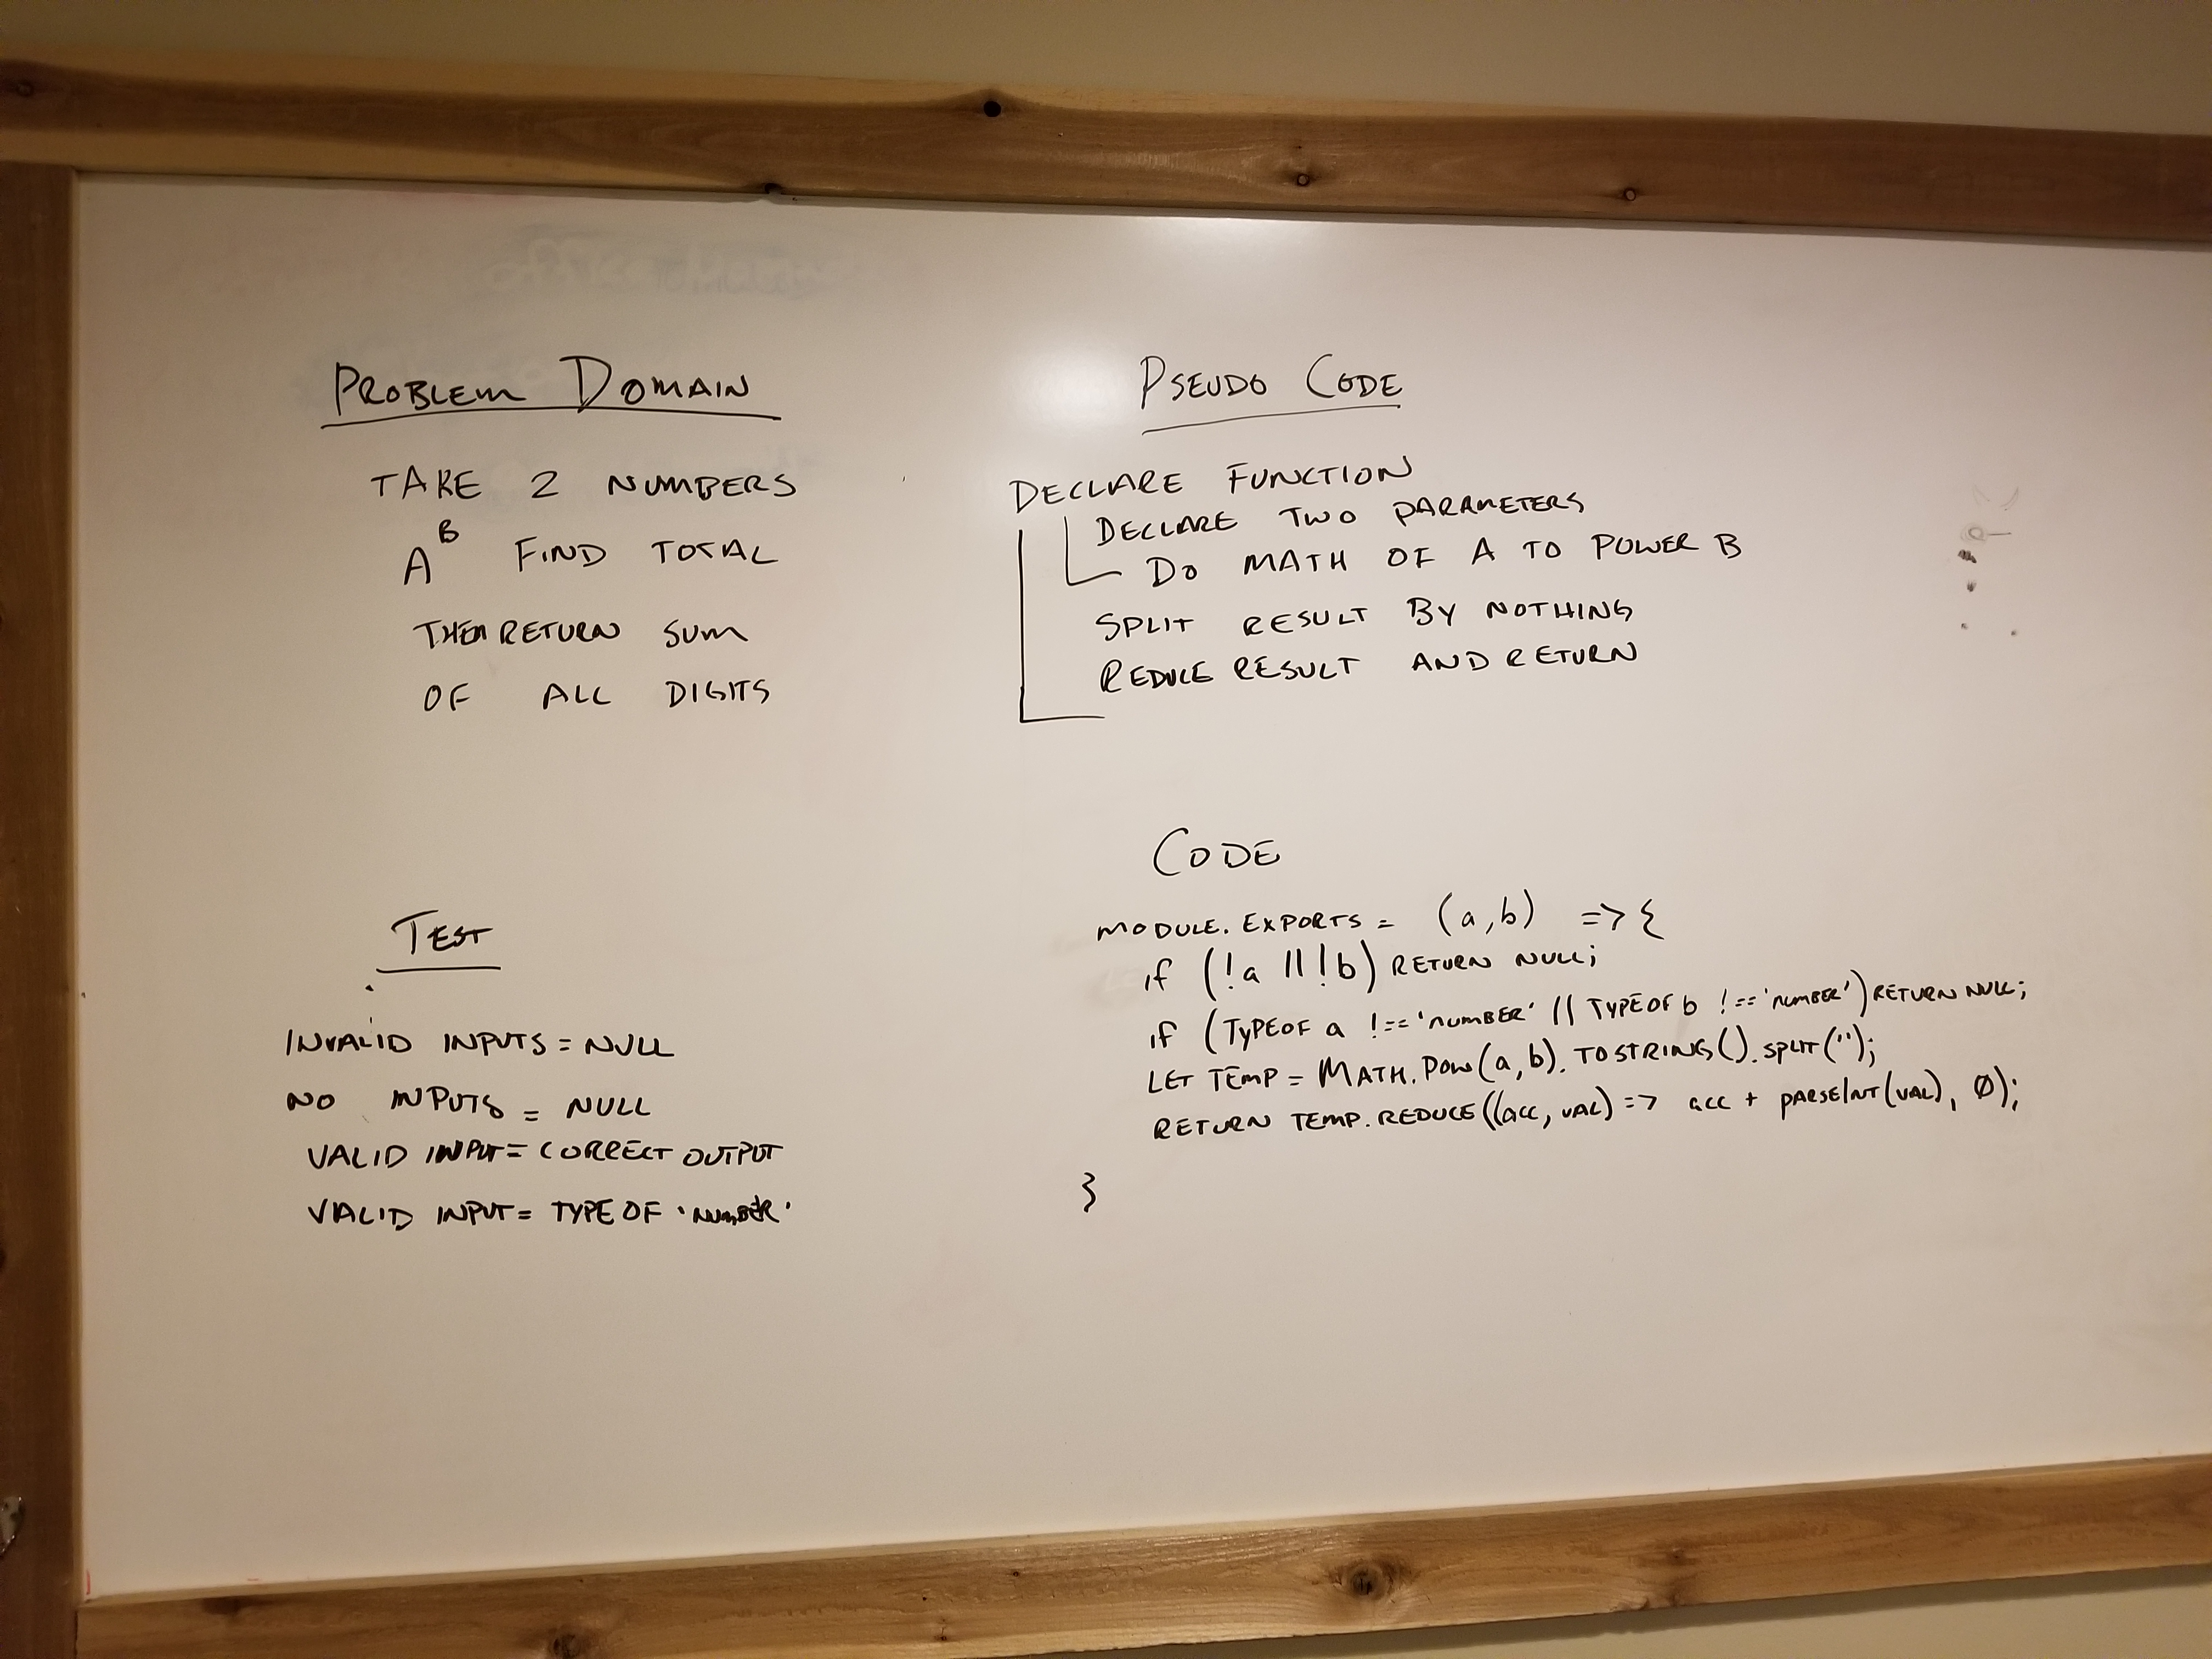 PROBLEM DOMAIN
TAKE 2 NUMBERS
A^B FIND TOTAL
THEN RETURN SUM
OF ALL DIGITS
PSEUDO CODE
DECLARE FUNCTION
DECLARE TWO PARAMETERS
DO MATH OF A TO POWER B
SPLIT RESULT BY NOTHING
REDUCE RESULT AND RETURN
TEST
INVALID INPUTS = NULL
NO INPUTS = NULL
VALID INPUT = CORRECT OUTPUT
VALID INPUT = TYPE OF 'NUMBER'
CODE
MODULE.EXPORTS = (a,b) => {
if (!a || !b) RETURN NULL;
if (TYPEOF a !== 'NUMBER' || TYPEOF b !== 'NUMBER') RETURN NULL;
LET TEMP = MATH.POW(a,b).TOSTRING().SPLIT('');
RETURN TEMP.REDUCE((ACC, VAL) => ACC + PARSEINT(VAL), 0);
}